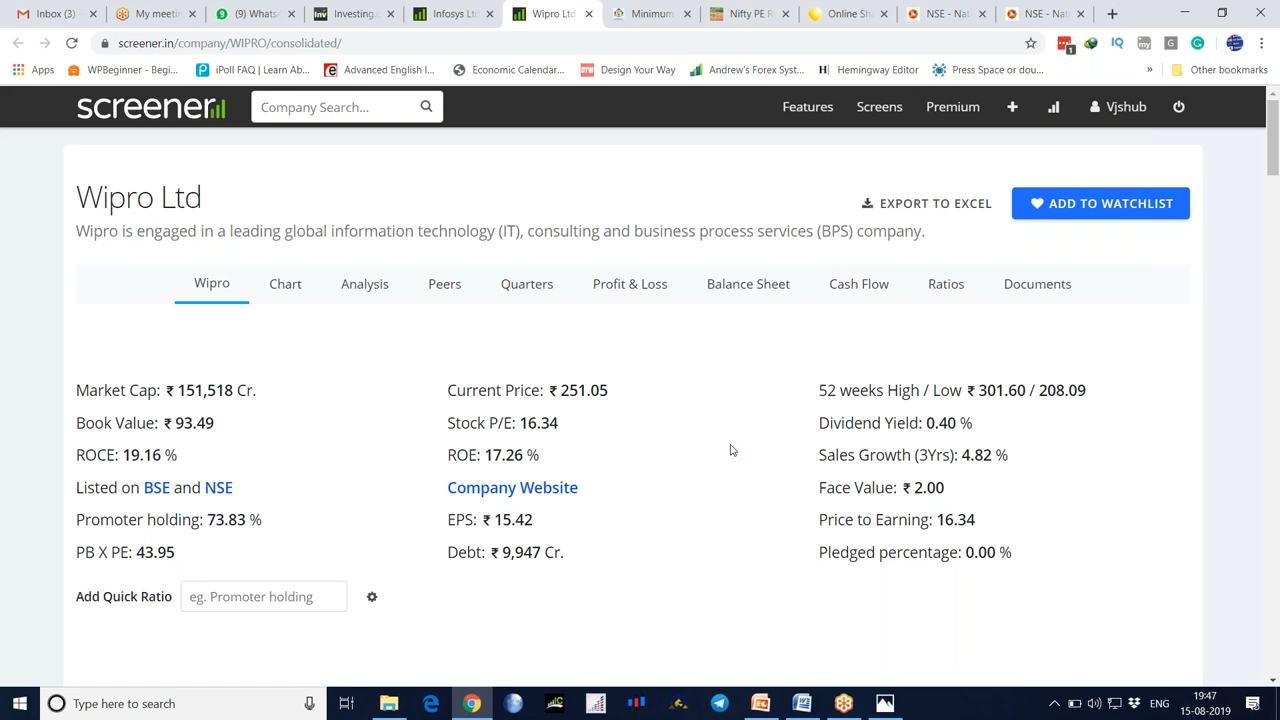 Inbox (3)
My meetin
(9) Whats
Investing.c
Infosys Ltd
Wipro Ltd
Minimum
Nifty PE R
Online Sh
NSE - Nat
NSE - Nat
screener.in/company/WIPRO/consolidated/
Apps
WPBeginner - Begi...
iPoll FAQ | Learn Ab...
Advanced English I...
Economic Calendar...
Design Your Way
Andrew's Forex Syst...
Hemingway Editor
Press Space or dou...
»
Other bookmarks
screener
Company Search...
Features
Screens
Premium
Vjshub
Wipro Ltd
EXPORT TO EXCEL
ADD TO WATCHLIST
Wipro is engaged in a leading global information technology (IT), consulting and business process services (BPS) company.
Wipro
Chart
Analysis
Peers
Quarters
Profit & Loss
Balance Sheet
Cash Flow
Ratios
Documents
Market Cap: ₹ 151,518 Cr.
Current Price: ₹ 251.05
52 weeks High / Low ₹ 301.60 / 208.09
Book Value: ₹ 93.49
Stock P/E: 16.34
Dividend Yield: 0.40 %
ROCE: 19.16 %
ROE: 17.26 %
Sales Growth (3Yrs): 4.82 %
Listed on BSE and NSE
Company Website
Face Value: ₹ 2.00
Promoter holding: 73.83 %
EPS: ₹ 15.42
Price to Earning: 16.34
PB X PE: 43.95
Debt: ₹ 9,947 Cr.
Pledged percentage: 0.00 %
Add Quick Ratio
eg. Promoter holding
Type here to search
ENG
19:47
15-08-2019